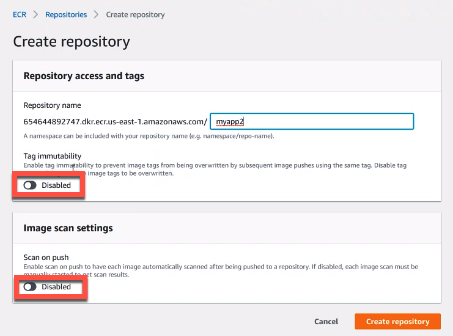 ECR > Repositories > Create repository
Create repository
Repository access and tags
Repository name
654644892747.dkr.ecr.us-east-1.amazonaws.com/ myapp2
A namespace can be included with your repository name (e.g. namespace/repo-name).
Tag immutability
Enable tag immutability to prevent image tags from being overwritten by subsequent image pushes using the same tag. Disable tag
image tags to be overwritten.
Disabled
Image scan settings
Scan on push
Enable scan on push to have each image automatically scanned after being pushed to a repository. If disabled, each image scan must be
manually started to get scan results.
Disabled
Cancel Create repository